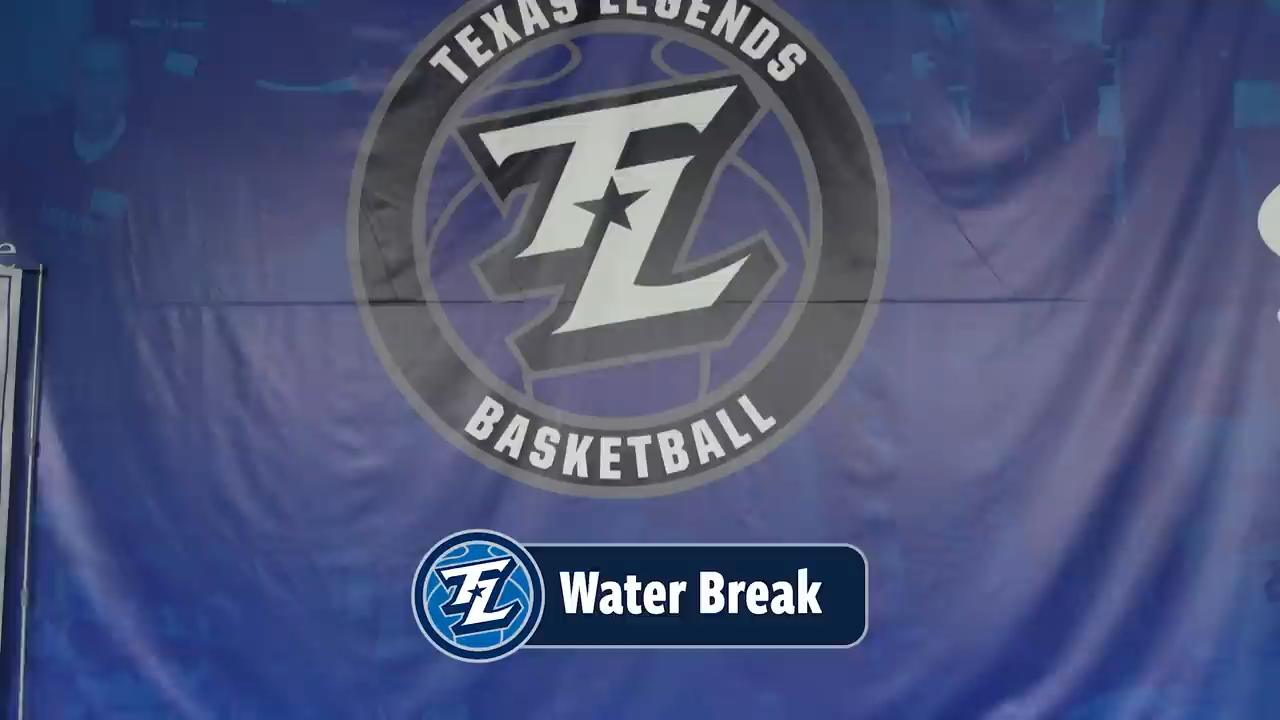 TEXAS LEGENDS
TL
BASKETBALL
TL
Water Break